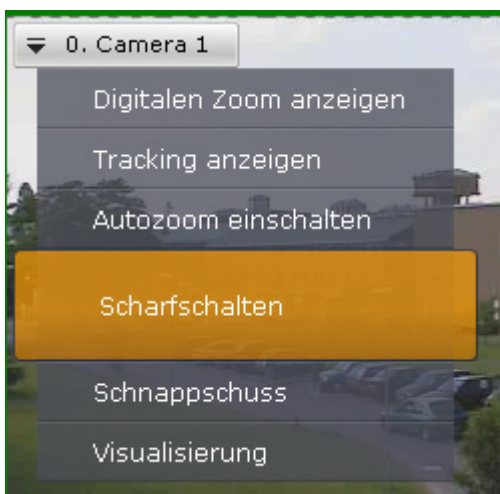 0. Camera 1
Digitalen Zoom anzeigen
Tracking anzeigen
Autozoom einschalten
Scharfschalten
Schnappschuss
Visualisierung